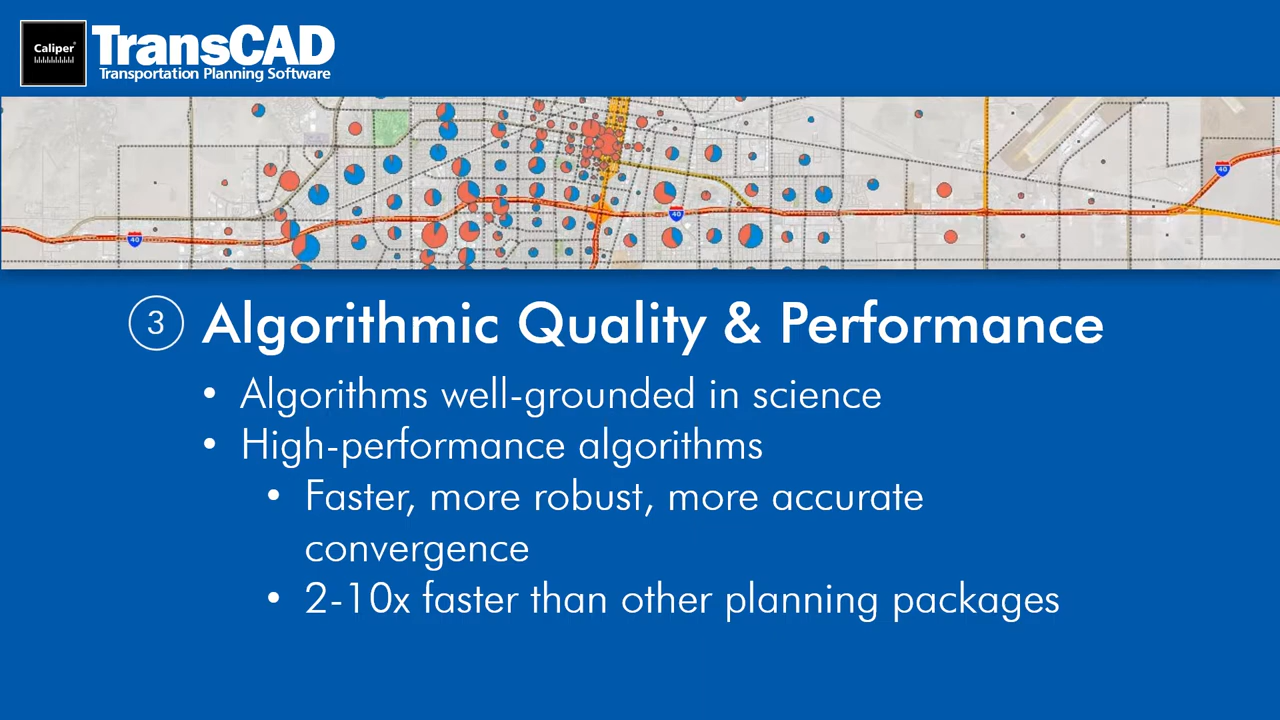 Caliper
TransCAD
Transportation Planning Software
40
40
40
3 Algorithmic Quality & Performance
• Algorithms well-grounded in science
• High-performance algorithms
• Faster, more robust, more accurate
convergence
• 2-10x faster than other planning packages